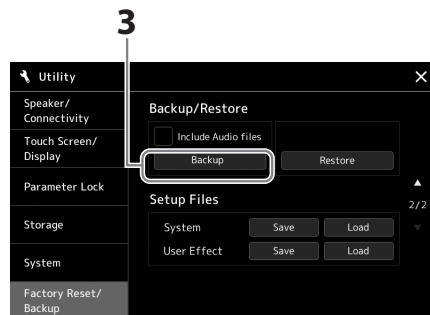 3
Utility
Speaker/
Connectivity
Touch Screen/
Display
Parameter Lock
Storage
System
Factory Reset/
Backup
Backup/Restore
Include Audio files
Backup
Restore
Setup Files
System
Save
Load
User Effect
Save
Load
2/2